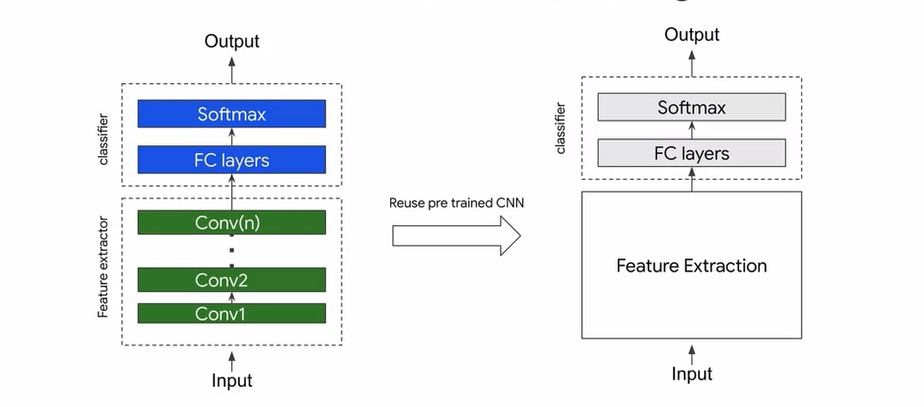 Output
classifier
Softmax
FC layers
Feature extractor
Conv(n)
Conv2
Conv1
Input
Reuse pre trained CNN
Output
classifier
Softmax
FC layers
Feature Extraction
Input